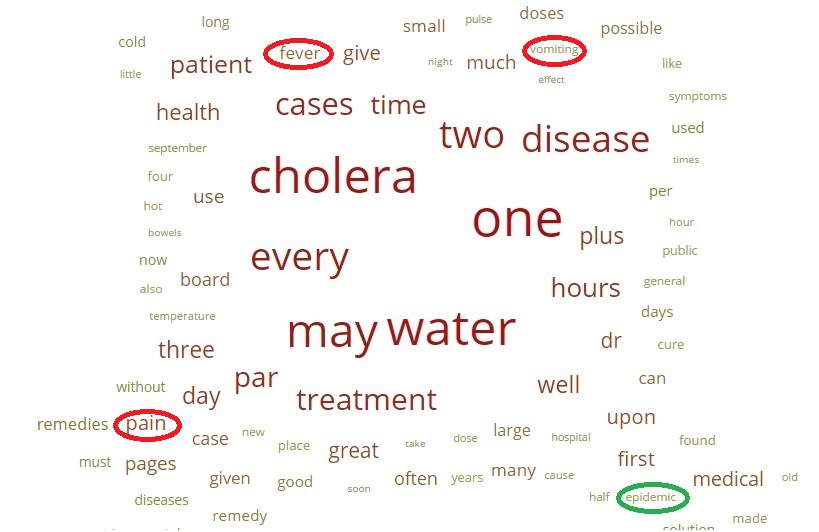 long small pulse doses possible
cold fever give vomiting
little patient night much effect like
health cases time symptoms
two disease used
september times
four cholera per
hot use one hour
bowels plus public
now every
also board hours general
temperature days
may water dr cure
three
without par well can
day treatment
remedies pain upon
case new large found
place great take dose hospital
must pages first
given good often years many cause medical old
diseases soon half epidemic
remedy made
solution